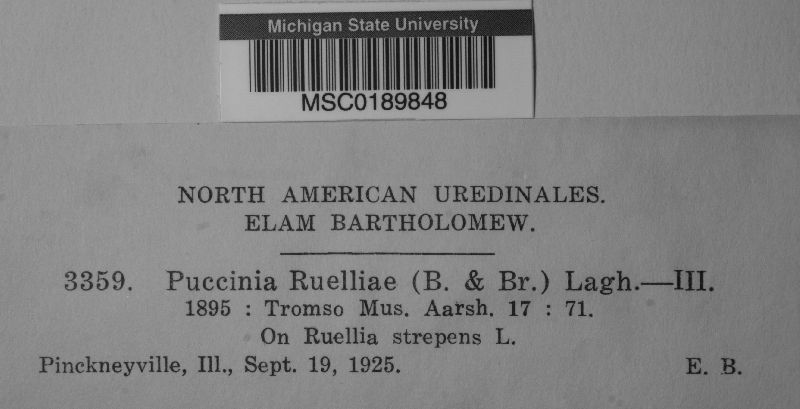 Michigan State University
MSC0189848
NORTH AMERICAN UREDINALES.
ELAM BARTHOLOMEW.
3359. Puccinia Ruelliae (B. & Br.) Lagh.—III.
1895 : Tromso Mus. Aarsh. 17 : 71.
On Ruellia strepens L.
Pinckneyville, Ill., Sept. 19, 1925. E. B.